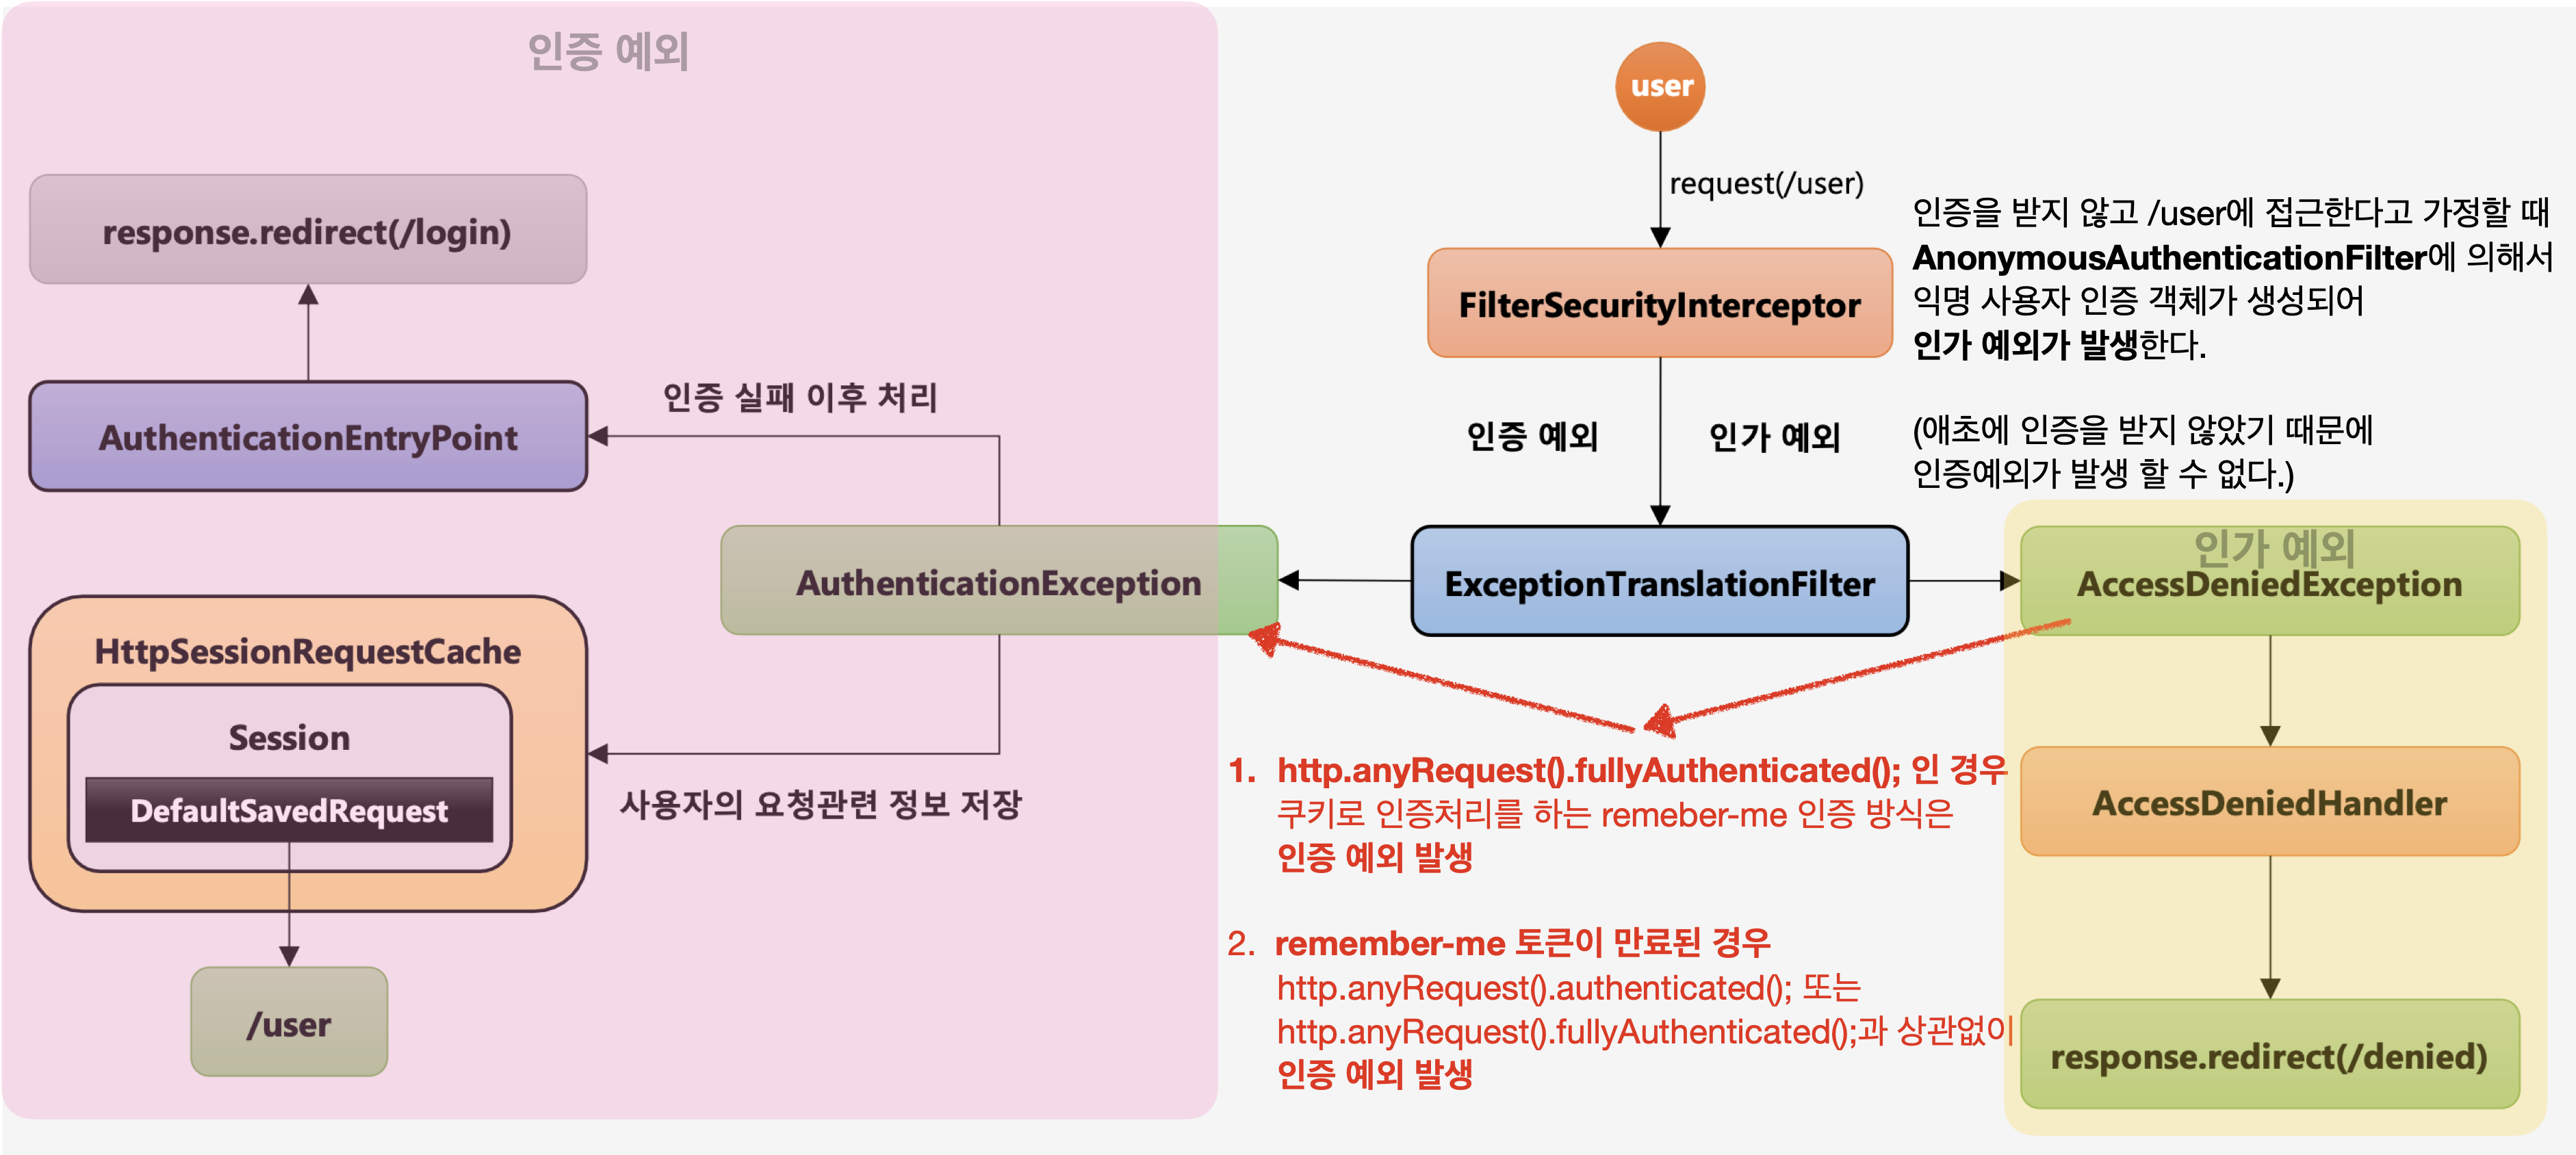 인증 예외
user
request(/user)
response.redirect(/login)
FilterSecurityInterceptor
인증을 받지 않고 /user에 접근한다고 가정할 때
AnonymousAuthenticationFilter에 의해서
익명 사용자 인증 객체가 생성되어
인가 예외가 발생한다.
AuthenticationEntryPoint
인증 실패 이후 처리
인증 예외
인가 예외
(애초에 인증을 받지 않았기 때문에
인증예외가 발생 할 수 없다.)
AuthenticationException
ExceptionTranslationFilter
인가 예외
AccessDeniedException
HttpSessionRequestCache
Session
DefaultSavedRequest
사용자의 요청관련 정보 저장
/user
1. http.anyRequest().fullyAuthenticated(); 인 경우
쿠키로 인증처리를 하는 remeber-me 인증 방식은
인증 예외 발생
2. remember-me 토큰이 만료된 경우
http.anyRequest().authenticated(); 또는
http.anyRequest().fullyAuthenticated();과 상관없이
인증 예외 발생
AccessDeniedHandler
response.redirect(/denied)